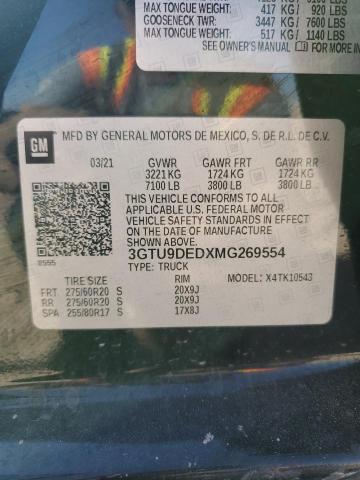 MAX TONGUE WEIGHT: 417 KG / 920 LBS
GOOSENECK TWR: 3447 KG / 7600 LBS
MAX TONGUE WEIGHT: 517 KG / 1140 LBS
SEE OWNER'S MANUAL FOR MORE
GM
MFD BY GENERAL MOTORS DE MEXICO, S. DE R.L. DE C.V.
03/21 GVWR GAWR FRT GAWR RR
3221 KG 1724 KG 1724 KG
7100 LB 3800 LB 3800 LB
THIS VEHICLE CONFORMS TO ALL
APPLICABLE U.S. FEDERAL MOTOR
VEHICLE SAFETY STANDARDS IN EFFECT
ON THE DATE OF MANUFACTURE
SHOWN ABOVE.
3GTU9DEDXMG269554
TYPE: TRUCK X4TK10543
TIRE SIZE RIM
FRT 275/60R20 S 20X9J
RR 275/60R20 S 20X9J
SPA 255/80R17 S 17X8J